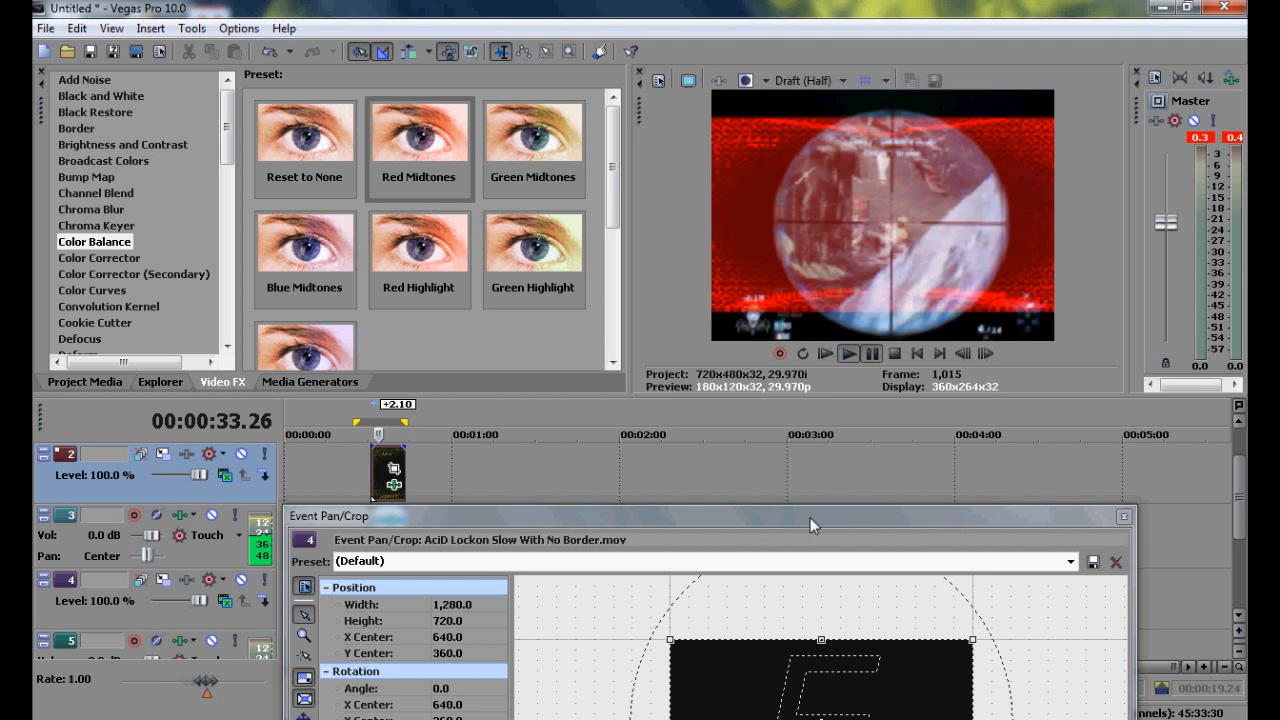 Untitled * - Vegas Pro 10.0
File Edit View Insert Tools Options Help
Add Noise
Black and White
Black Restore
Border
Brightness and Contrast
Broadcast Colors
Bump Map
Channel Blend
Chroma Blur
Chroma Keyer
Color Balance
Color Corrector
Color Corrector (Secondary)
Color Curves
Convolution Kernel
Cookie Cutter
Defocus
Preset:
Reset to None Red Midtones Green Midtones
Blue Midtones Red Highlight Green Highlight
Project Media Explorer Video FX Media Generators
Draft (Half)
Project: 720x480x32, 29.970i Frame: 1,015
Preview: 180x120x32, 29.970p Display: 360x264x32
Master
0.3 0.4
3
6
9
12
15
18
21
24
27
30
33
36
39
42
45
48
51
54
57
0.0 0.0
00:00:33.26
+2.10
00:00:00 00:01:00 00:02:00 00:03:00 00:04:00 00:05:00
2
Level: 100.0 %
3
Vol: 0.0 dB Touch
Pan: Center
12
24
36
48
4
Level: 100.0 %
5
12
Rate: 1.00
Event Pan/Crop
4 Event Pan/Crop: AciD Lockon Slow With No Border.mov
Preset: (Default)
Position
Width: 1,280.0
Height: 720.0
X Center: 640.0
Y Center: 360.0
Rotation
Angle: 0.0
X Center: 640.0
00:00:19.24
nnels): 45:33:30